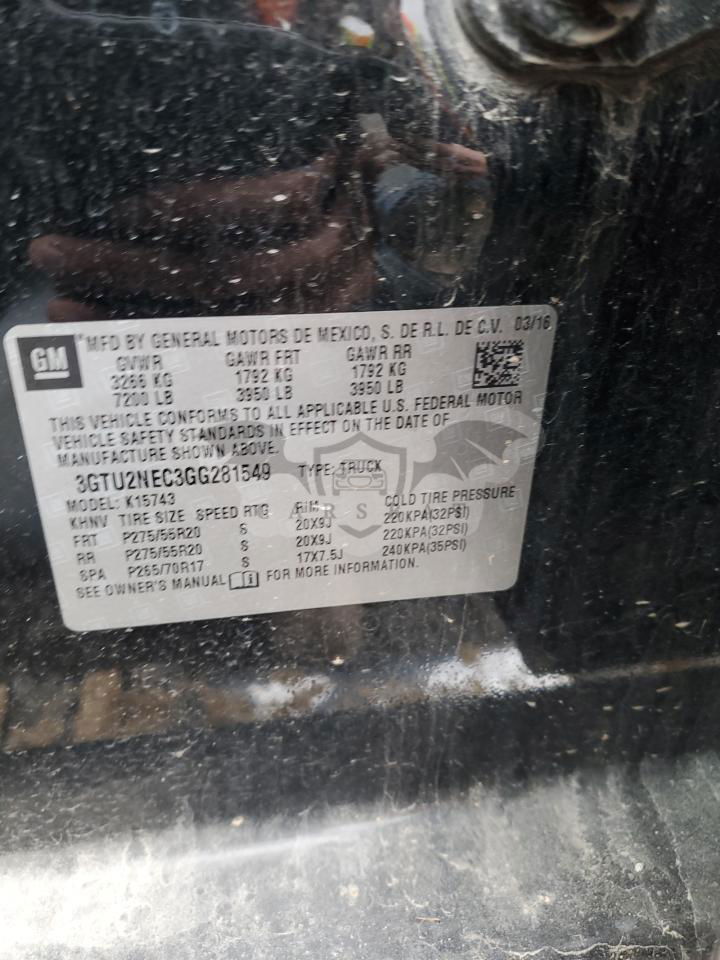 GM
®MFD BY GENERAL MOTORS DE MEXICO, S. DE R.L. DE C.V. 03/16
GVWR GAWR FRT GAWR RR
3266 KG 1792 KG 1792 KG
7200 LB 3950 LB 3950 LB
THIS VEHICLE CONFORMS TO ALL APPLICABLE U.S. FEDERAL MOTOR
VEHICLE SAFETY STANDARDS IN EFFECT ON THE DATE OF
MANUFACTURE SHOWN ABOVE.
3GTU2NEC3GG281549 TYPE: TRUCK
MODEL: K15743
KHNV TIRE SIZE SPEED RTG RIM COLD TIRE PRESSURE
FRT P275/55R20 S 20X9J 220KPA(32PSI)
RR P275/55R20 S 20X9J 220KPA(32PSI)
SPA P265/70R17 S 17X7.5J 240KPA(35PSI)
SEE OWNER'S MANUAL FOR MORE INFORMATION.